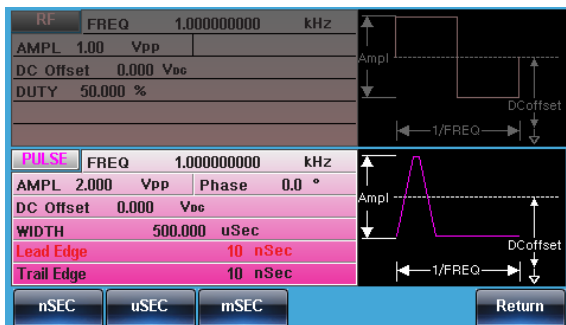 RF FREQ 1.000000000 kHz
AMPL 1.00 Vpp
DC Offset 0.000 VDC
DUTY 50.000 %
Ampl
DCoffset
1/FREQ
PULSE FREQ 1.000000000 kHz
AMPL 2.000 Vpp Phase 0.0 °
DC Offset 0.000 VDC
WIDTH 500.000 uSec
Lead Edge 10 nSec
Trail Edge 10 nSec
Ampl
DCoffset
1/FREQ
nSEC uSEC mSEC Return